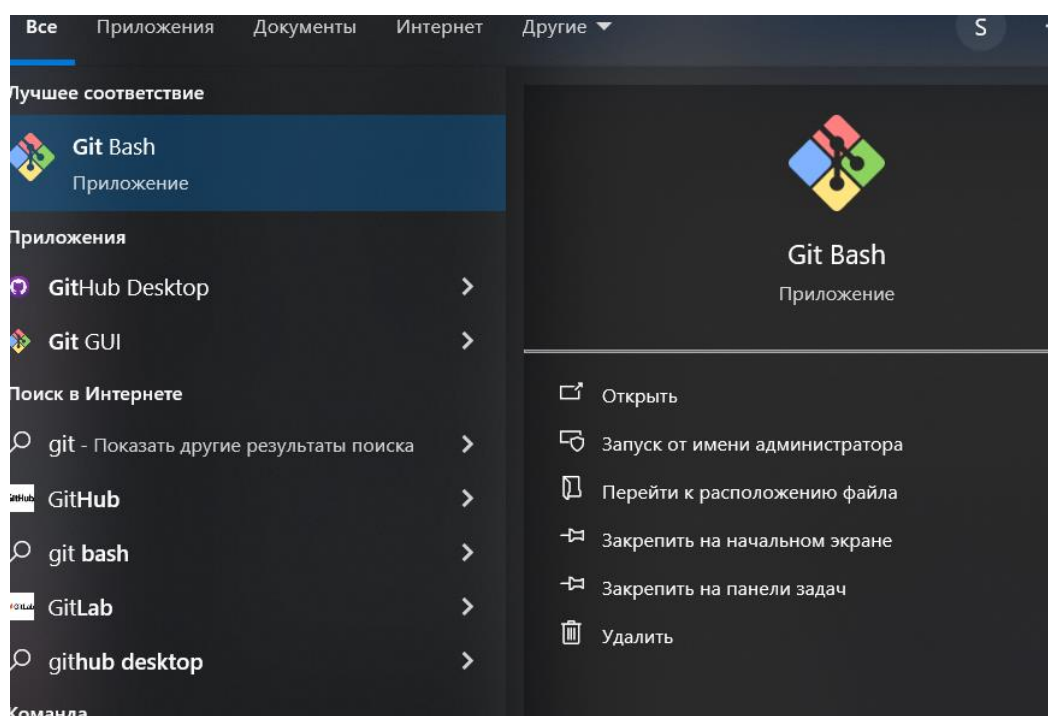 Все Приложения Документы Интернет Другие
S
Лучшее соответствие
Git Bash
Приложение
Приложения
GitHub Desktop
Git GUI
Поиск в Интернете
git - Показать другие результаты поиска
GitHub
git bash
GitLab
github desktop
Команда
Git Bash
Приложение
Открыть
Запуск от имени администратора
Перейти к расположению файла
Закрепить на начальном экране
Закрепить на панели задач
Удалить